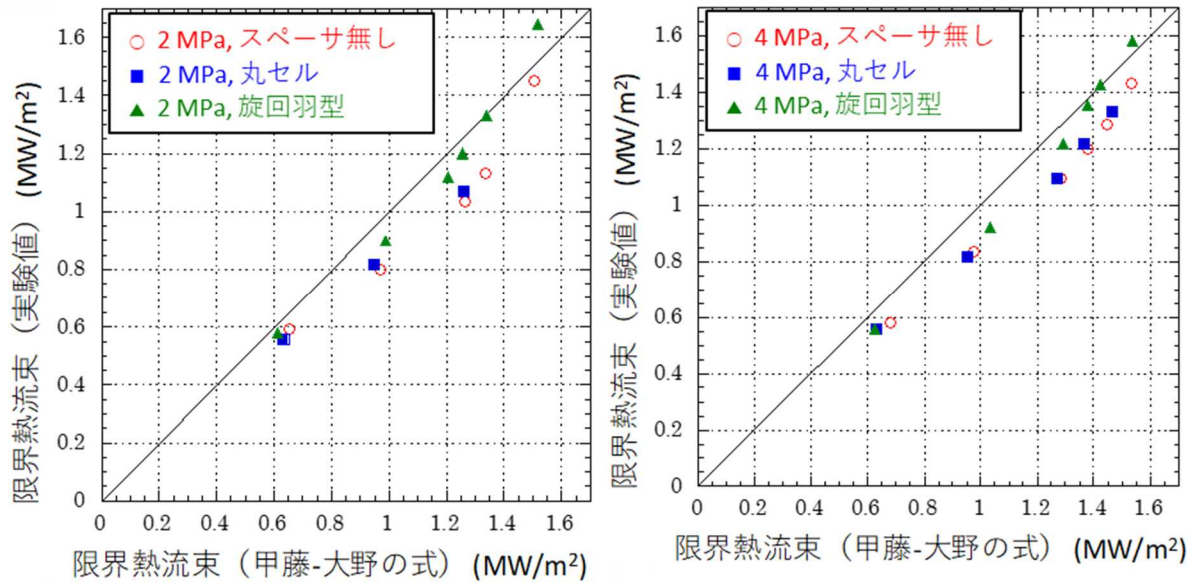 2 MPa, スペーサ無し
2 MPa, 丸セル
2 MPa, 旋回羽型
限界熱流束（実験値） (MW/m²)
1.6
1.4
1.2
1
0.8
0.6
0.4
0.2
0
0 0.2 0.4 0.6 0.8 1 1.2 1.4 1.6
限界熱流束（甲藤-大野の式） (MW/m²)
4 MPa, スペーサ無し
4 MPa, 丸セル
4 MPa, 旋回羽型
限界熱流束（実験値） (MW/m²)
1.6
1.4
1.2
1
0.8
0.6
0.4
0.2
0
0 0.2 0.4 0.6 0.8 1 1.2 1.4 1.6
限界熱流束（甲藤-大野の式） (MW/m²)